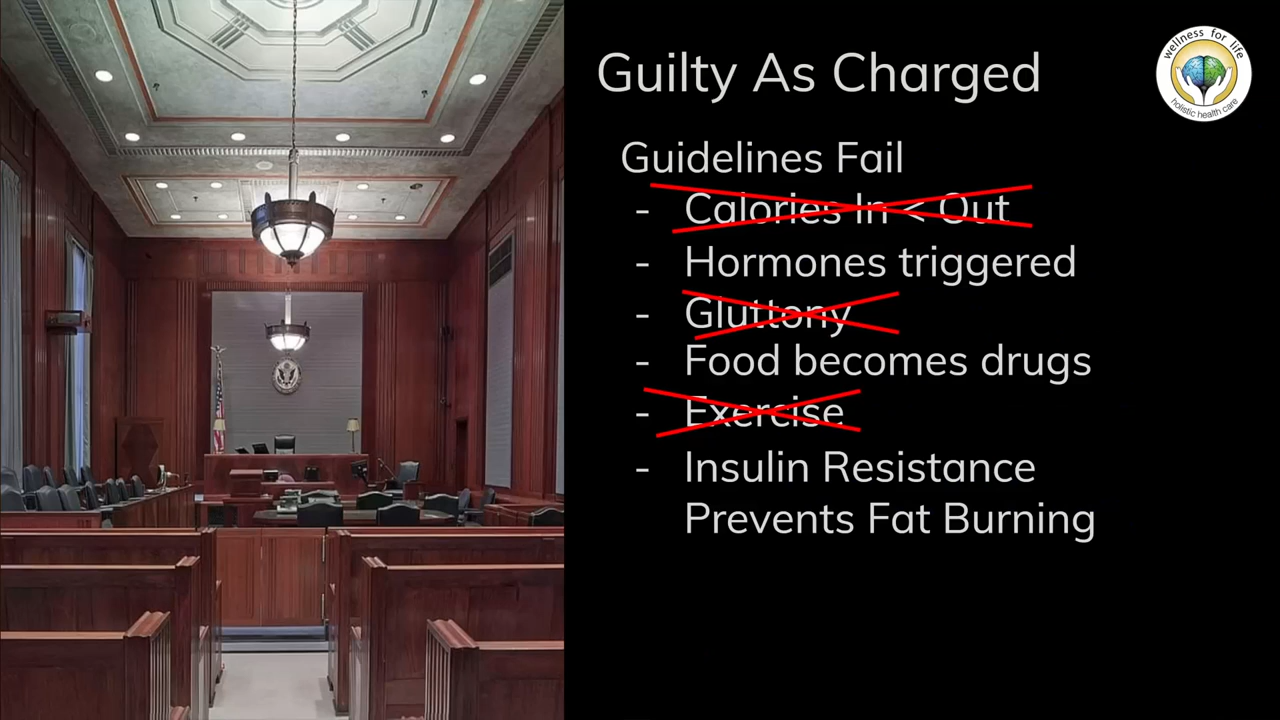 Guilty As Charged
wellness for life
holistic health care
Guidelines Fail
- Calories In < Out
- Hormones triggered
- Gluttony
- Food becomes drugs
- Exercise
- Insulin Resistance
Prevents Fat Burning